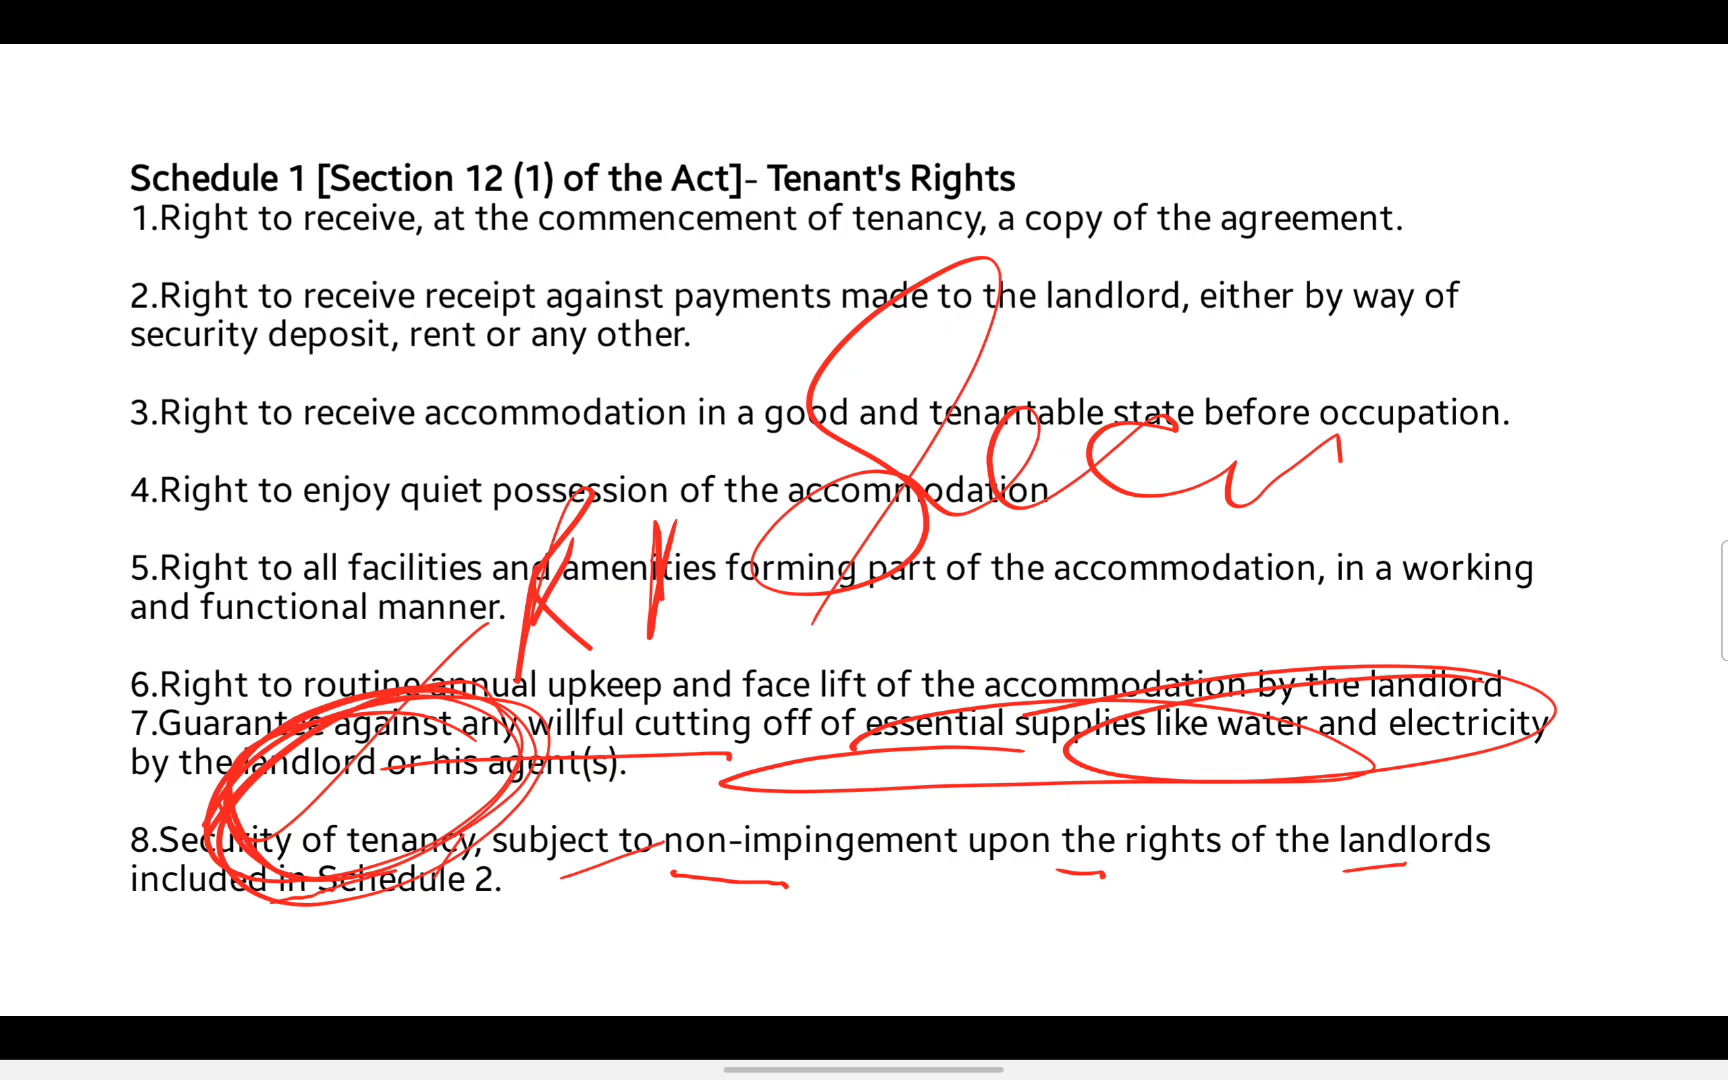 Schedule 1 [Section 12 (1) of the Act]- Tenant's Rights
1.Right to receive, at the commencement of tenancy, a copy of the agreement.
2.Right to receive receipt against payments made to the landlord, either by way of
security deposit, rent or any other.
3.Right to receive accommodation in a good and tenantable state before occupation.
4.Right to enjoy quiet possession of the accommodation
5.Right to all facilities and amenities forming part of the accommodation, in a working
and functional manner.
6.Right to routine annual upkeep and face lift of the accommodation by the landlord
7.Guarantee against any willful cutting off of essential supplies like water and electricity
by the landlord or his agent(s).
8.Security of tenancy, subject to non-impingement upon the rights of the landlords
included in Schedule 2.